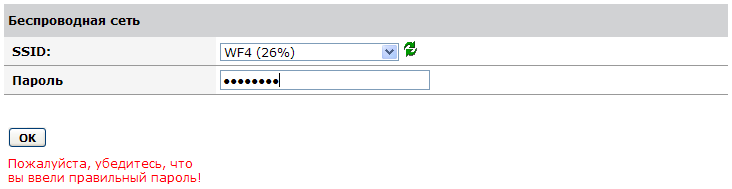 Беспроводная сеть
SSID: WF4 (26%)
Пароль ••••••••
OK
Пожалуйста, убедитесь, что
вы ввели правильный пароль!